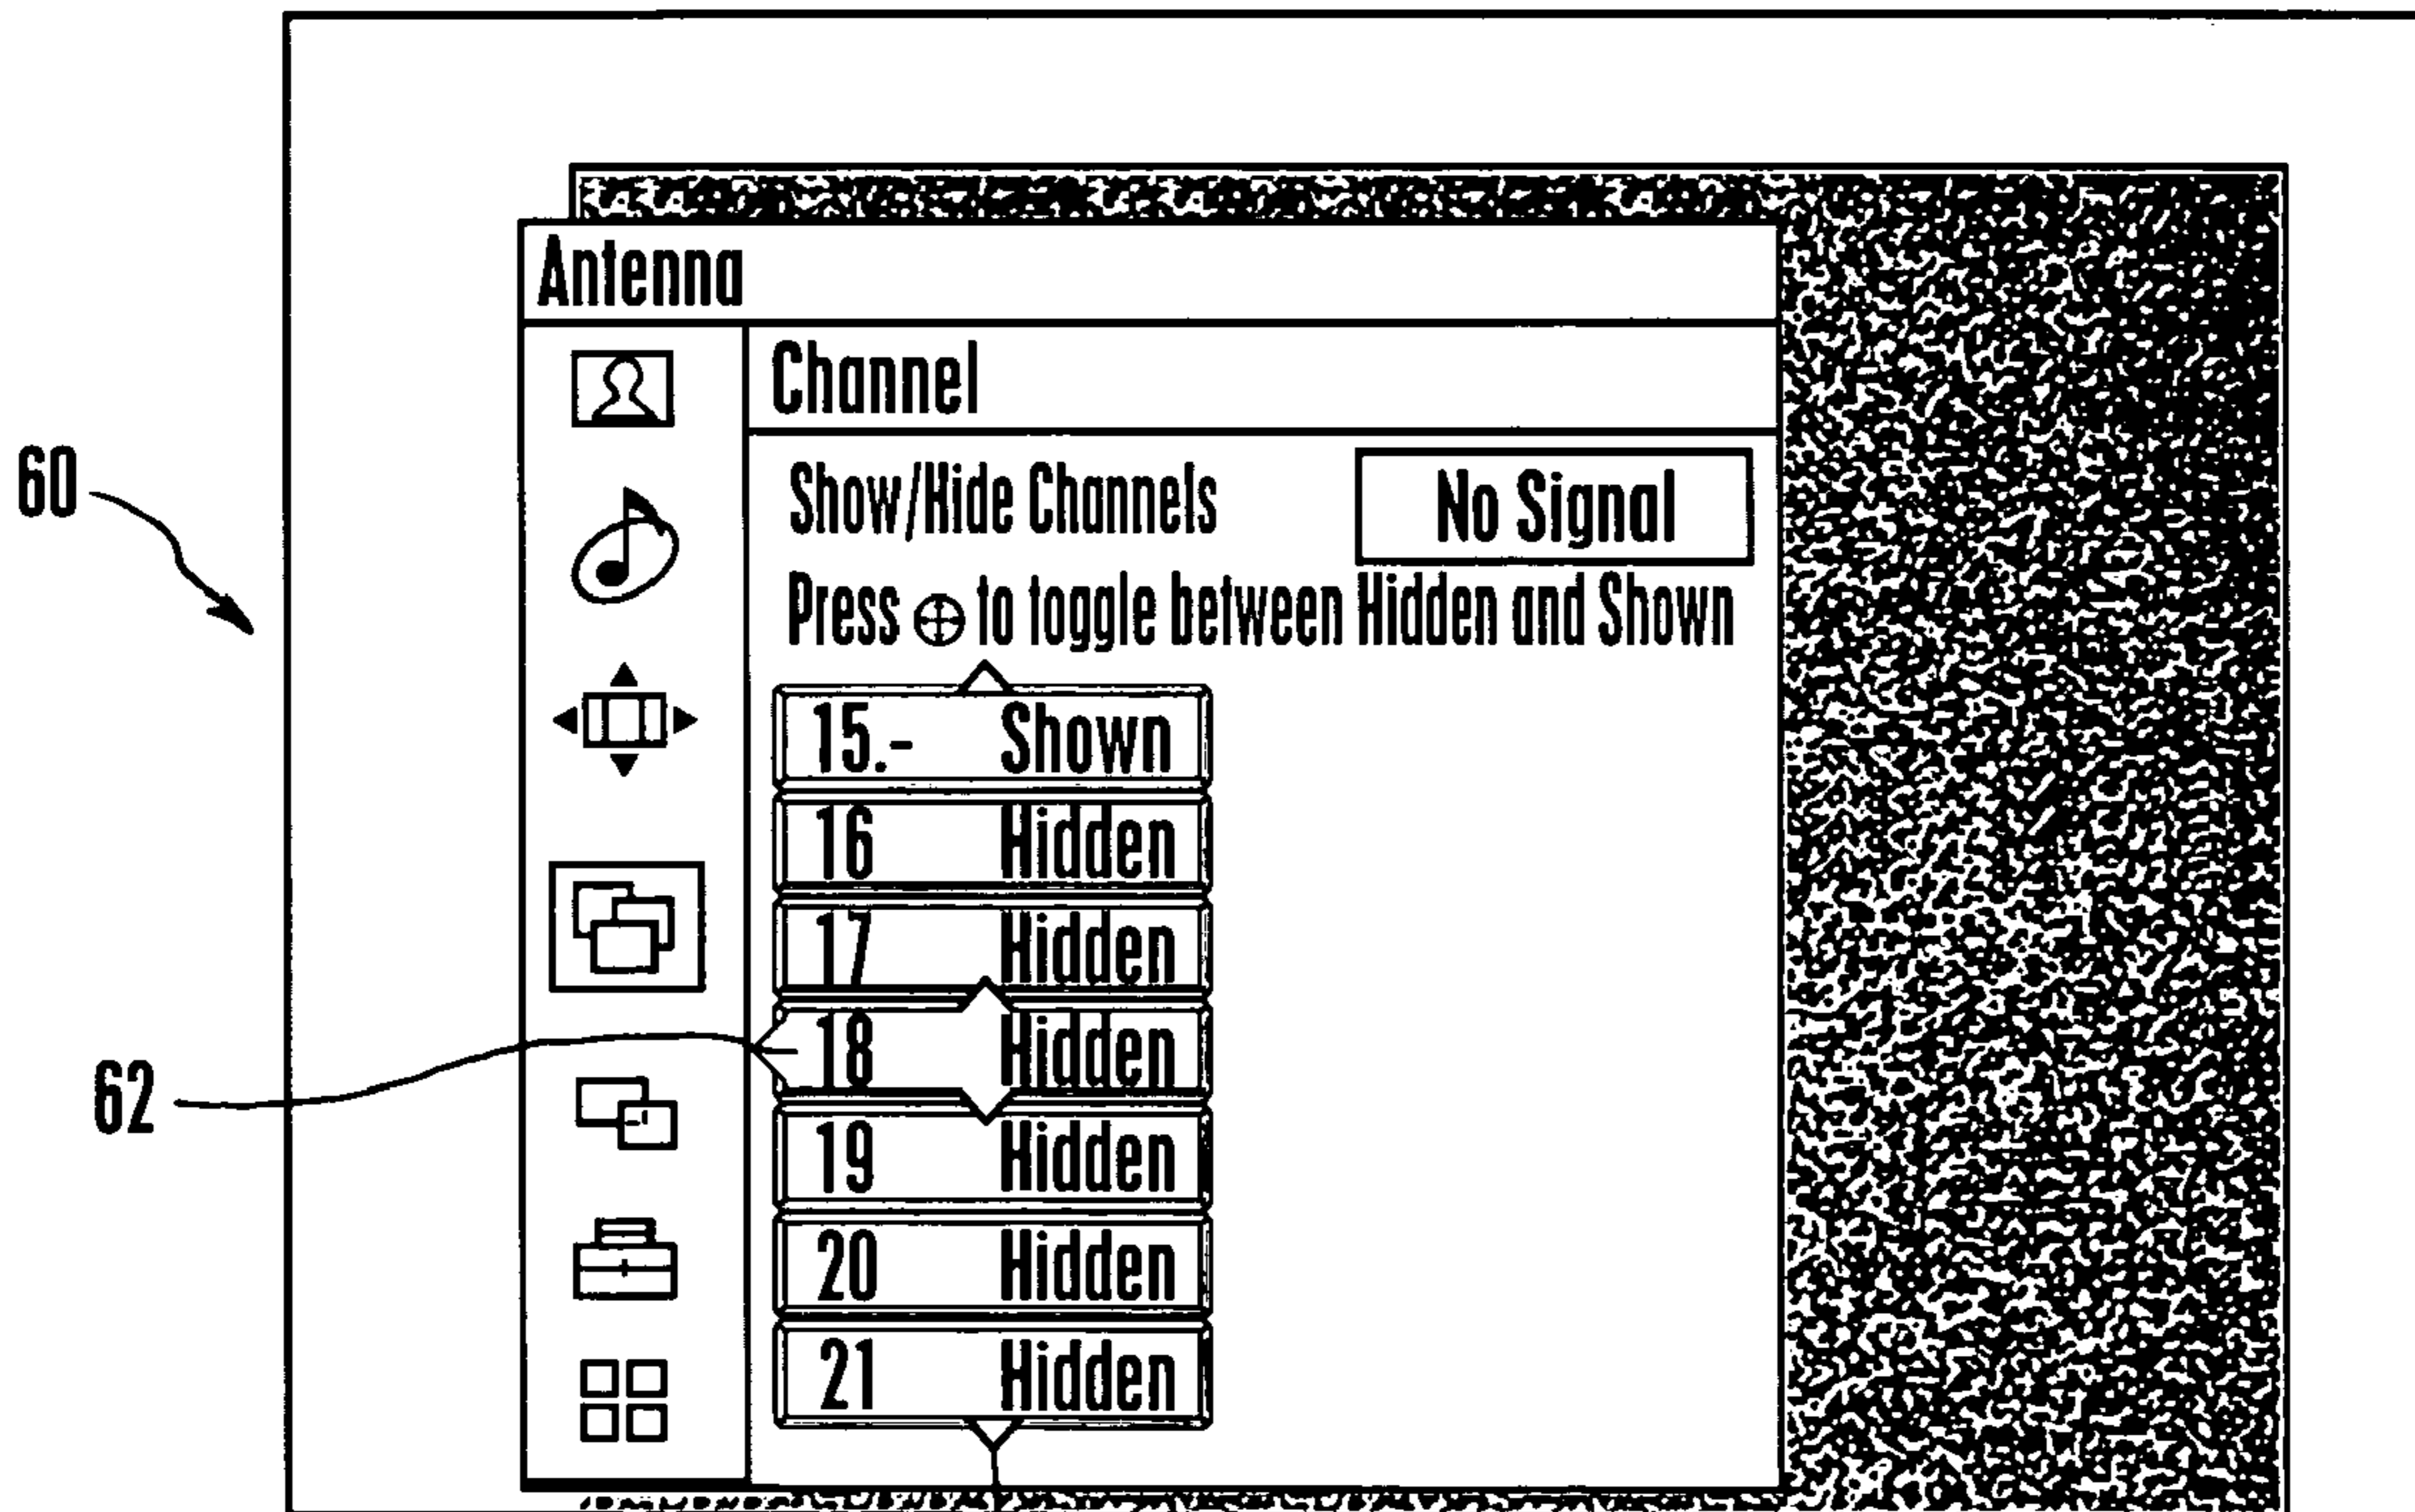 Antenna
Channel
Show/Hide Channels No Signal
Press to toggle between Hidden and Shown
60
15.- Shown
16 Hidden
17 Hidden
18 Hidden
62
19 Hidden
20 Hidden
21 Hidden